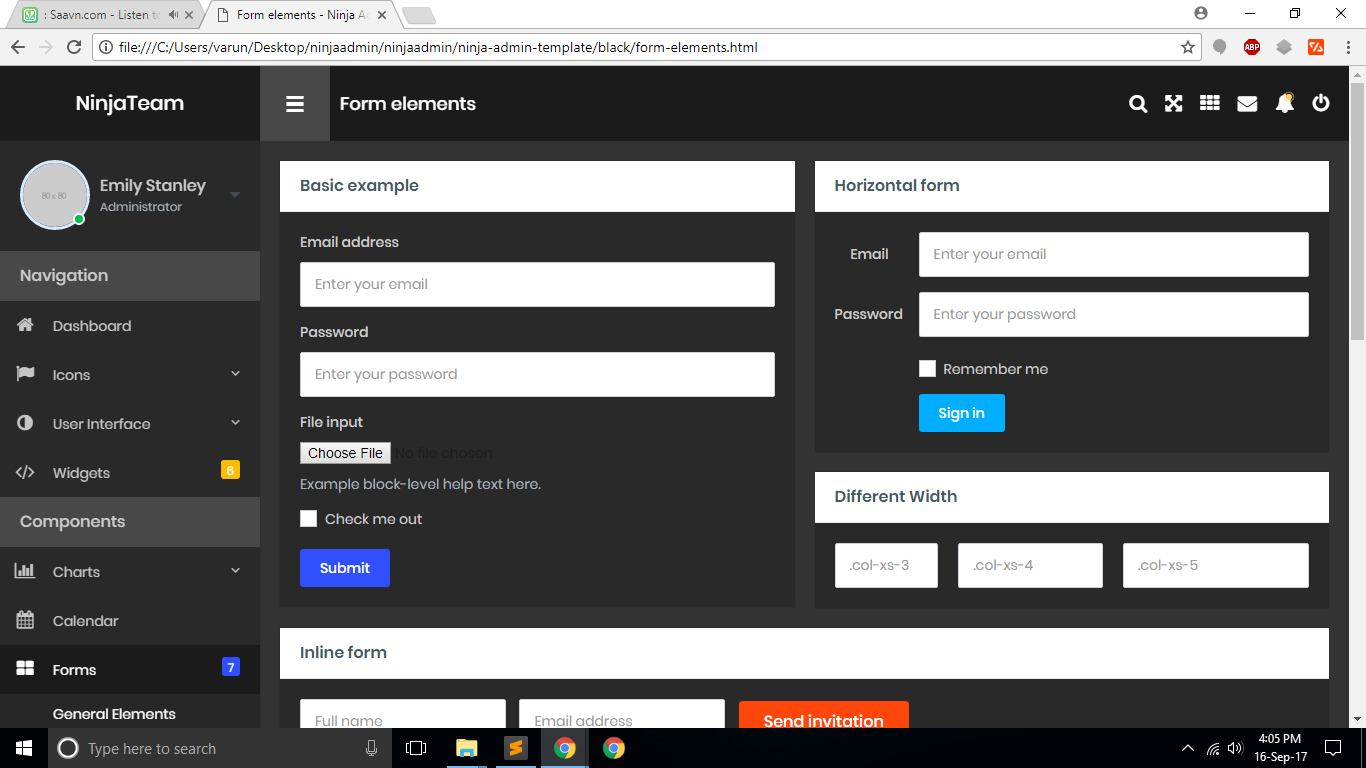 : Saavn.com - Listen to
Form elements - Ninja Ad
file:///C:/Users/varun/Desktop/ninjaadmin/ninjaadmin/ninja-admin-template/black/form-elements.html
ABP
NinjaTeam
Form elements
80 x 80
Emily Stanley
Administrator
Navigation
Dashboard
Icons
User Interface
Widgets
6
Components
Charts
Calendar
Forms
7
General Elements
Basic example
Email address
Enter your email
Password
Enter your password
File input
Choose File No file chosen
Example block-level help text here.
Check me out
Submit
Horizontal form
Email
Enter your email
Password
Enter your password
Remember me
Sign in
Different Width
.col-xs-3
.col-xs-4
.col-xs-5
Inline form
Full name
Email address
Send invitation
Type here to search
4:05 PM
16-Sep-17